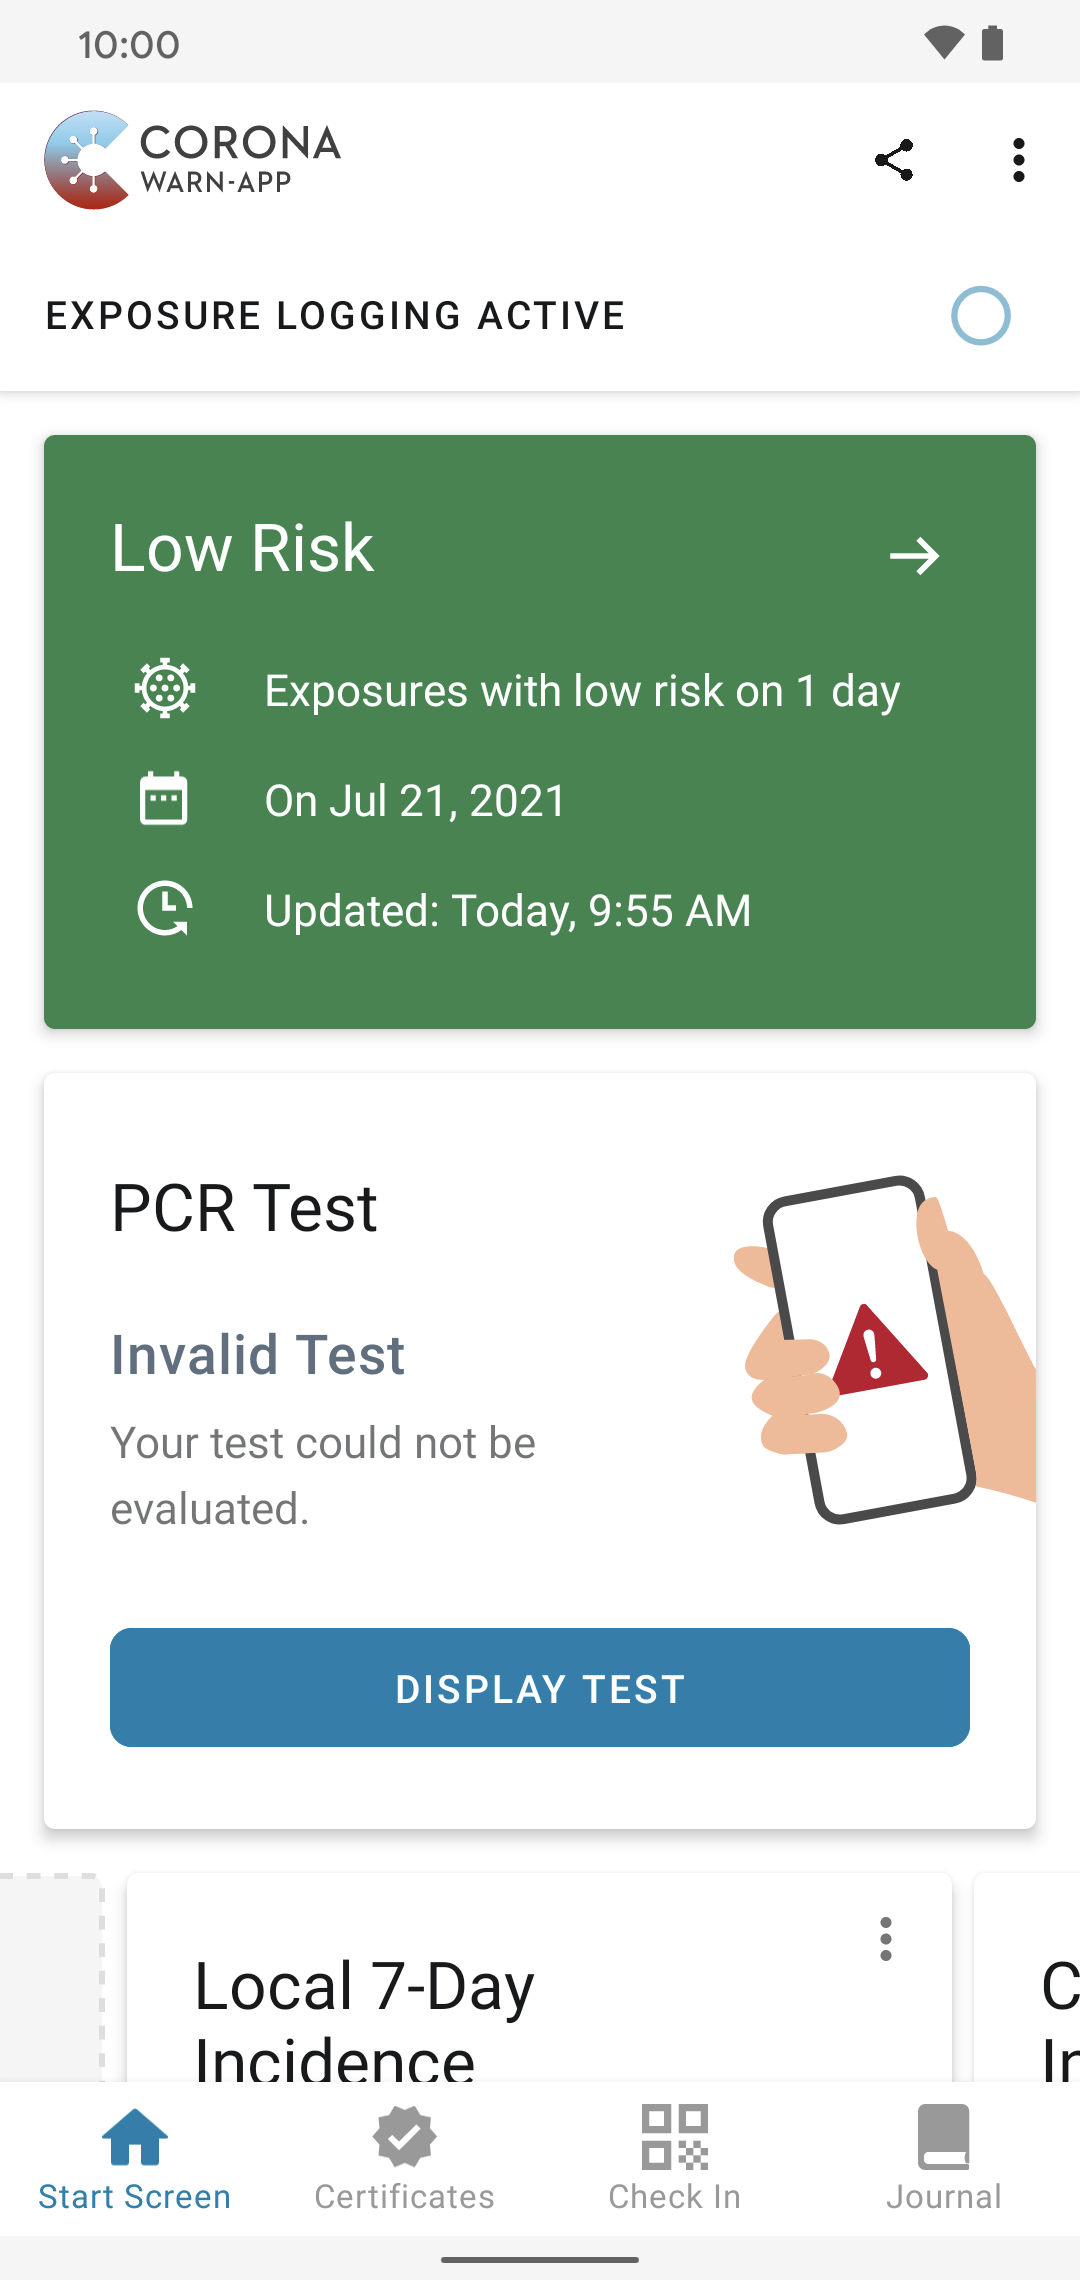 10:00
CORONA
WARN-APP
EXPOSURE LOGGING ACTIVE
Low Risk
Exposures with low risk on 1 day
On Jul 21, 2021
Updated: Today, 9:55 AM
PCR Test
Invalid Test
Your test could not be
evaluated.
DISPLAY TEST
Local 7-Day
Incidence
Start Screen
Certificates
Check In
Journal